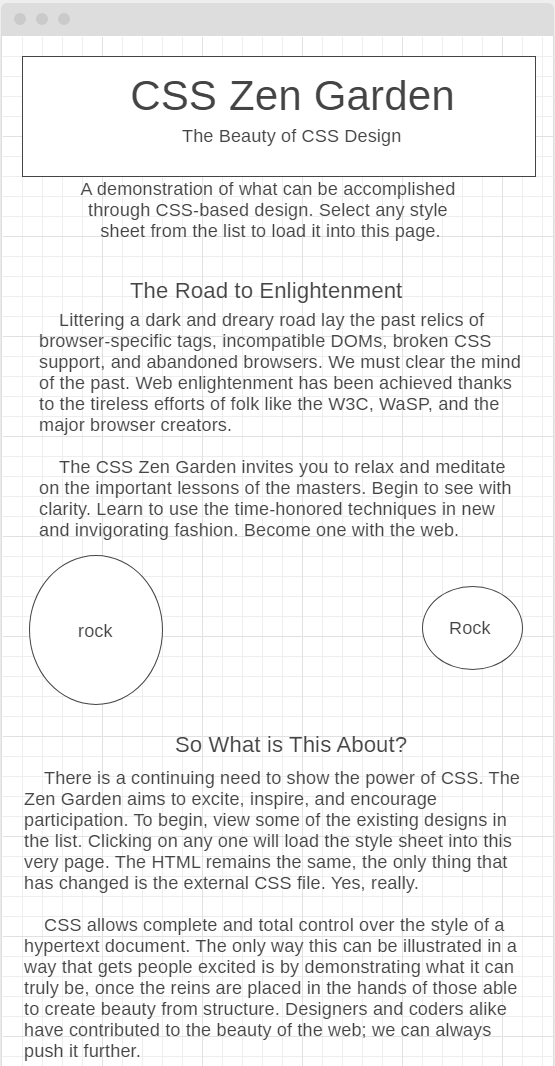 CSS Zen Garden
The Beauty of CSS Design
A demonstration of what can be accomplished
through CSS-based design. Select any style
sheet from the list to load it into this page.
The Road to Enlightenment
Littering a dark and dreary road lay the past relics of
browser-specific tags, incompatible DOMs, broken CSS
support, and abandoned browsers. We must clear the mind
of the past. Web enlightenment has been achieved thanks
to the tireless efforts of folk like the W3C, WaSP, and the
major browser creators.
The CSS Zen Garden invites you to relax and meditate
on the important lessons of the masters. Begin to see with
clarity. Learn to use the time-honored techniques in new
and invigorating fashion. Become one with the web.
rock
Rock
So What is This About?
There is a continuing need to show the power of CSS. The
Zen Garden aims to excite, inspire, and encourage
participation. To begin, view some of the existing designs in
the list. Clicking on any one will load the style sheet into this
very page. The HTML remains the same, the only thing that
has changed is the external CSS file. Yes, really.
CSS allows complete and total control over the style of a
hypertext document. The only way this can be illustrated in a
way that gets people excited is by demonstrating what it can
truly be, once the reins are placed in the hands of those able
to create beauty from structure. Designers and coders alike
have contributed to the beauty of the web; we can always
push it further.